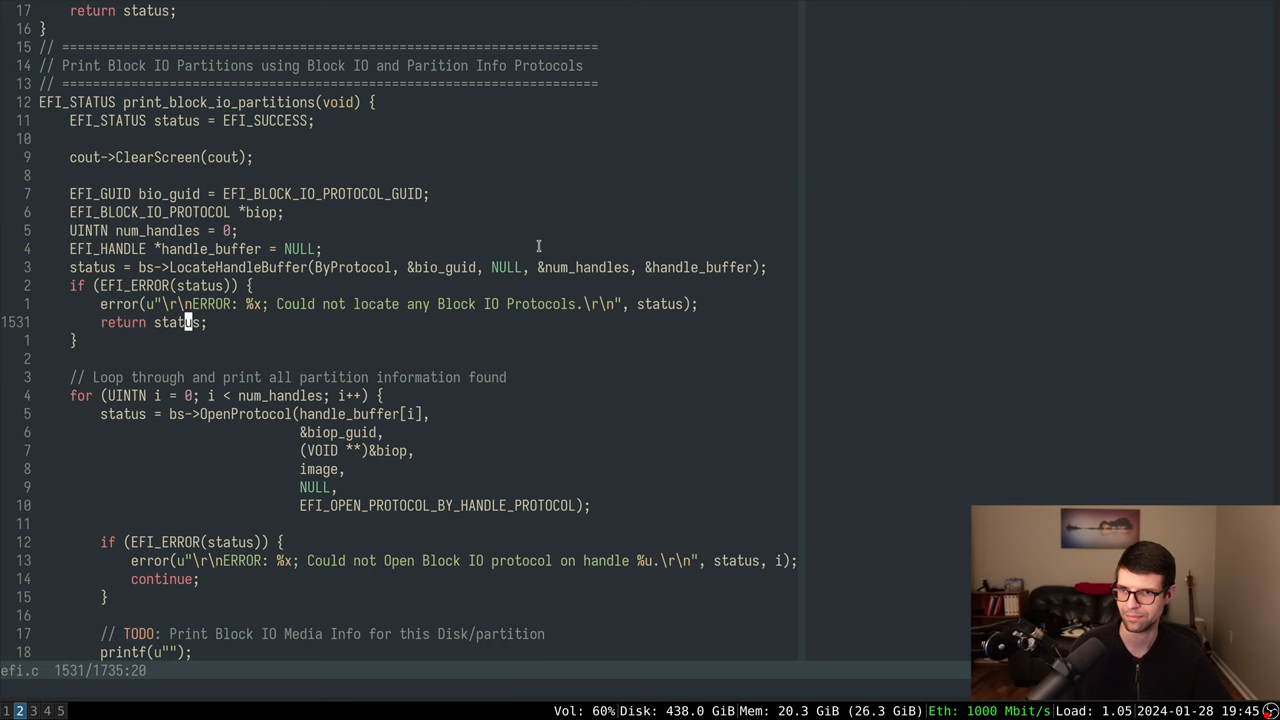 17     return status;
16 }
15 // ======================================================================
14 // Print Block IO Partitions using Block IO and Parition Info Protocols
13 // ======================================================================
12 EFI_STATUS print_block_io_partitions(void) {
11     EFI_STATUS status = EFI_SUCCESS;
10
9     cout->ClearScreen(cout);
8
7     EFI_GUID bio_guid = EFI_BLOCK_IO_PROTOCOL_GUID;
6     EFI_BLOCK_IO_PROTOCOL *biop;
5     UINTN num_handles = 0;
4     EFI_HANDLE *handle_buffer = NULL;
3     status = bs->LocateHandleBuffer(ByProtocol, &bio_guid, NULL, &num_handles, &handle_buffer);
2     if (EFI_ERROR(status)) {
1         error(u"\r\nERROR: %x; Could not locate any Block IO Protocols.\r\n", status);
1531         return status;
1     }
2
3     // Loop through and print all partition information found
4     for (UINTN i = 0; i < num_handles; i++) {
5         status = bs->OpenProtocol(handle_buffer[i],
6                                   &biop_guid,
7                                   (VOID **)&biop,
8                                   image,
9                                   NULL,
10                                   EFI_OPEN_PROTOCOL_BY_HANDLE_PROTOCOL);
11
12         if (EFI_ERROR(status)) {
13             error(u"\r\nERROR: %x; Could not Open Block IO protocol on handle %u.\r\n", status, i);
14             continue;
15         }
16
17         // TODO: Print Block IO Media Info for this Disk/partition
18         printf(u"");
efi.c  1531/1735:20
1 2 3 4 5 Vol: 60%|Disk: 438.0 GiB|Mem: 20.3 GiB (26.3 GiB)|Eth: 1000 Mbit/s|Load: 1.05|2024-01-28 19:45